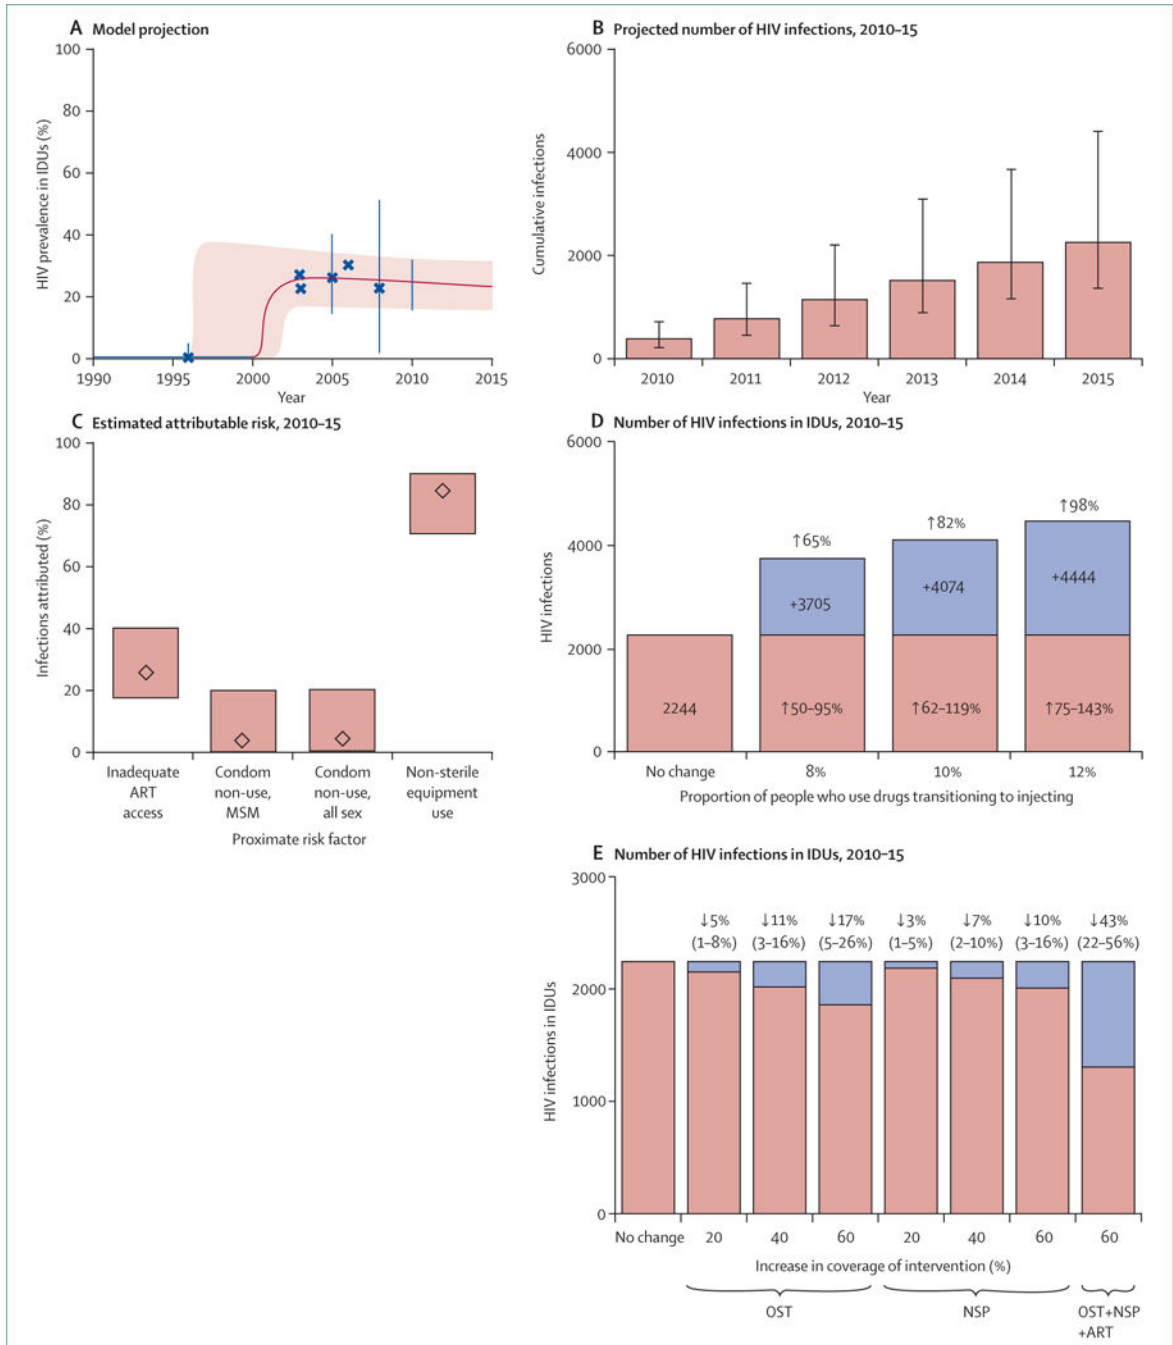 A Model projection
100
80
60
40
20
0
HIV prevalence in IDUs (%)
1990
1995
2000
2005
2010
2015
Year
B Projected number of HIV infections, 2010–15
6000
4000
2000
0
Cumulative infections
2010
2011
2012
2013
2014
2015
Year
C Estimated attributable risk, 2010–15
100
80
60
40
20
0
Infections attributed (%)
Inadequate
ART
access
Condom
non-use,
MSM
Condom
non-use,
all sex
Non-sterile
equipment
use
Proximate risk factor
D Number of HIV infections in IDUs, 2010–15
6000
4000
2000
0
HIV infections
2244
↑65%
+3705
↑50–95%
↑82%
+4074
↑62–119%
↑98%
+4444
↑75–143%
No change
8%
10%
12%
Proportion of people who use drugs transitioning to injecting
E Number of HIV infections in IDUs, 2010–15
3000
2000
1000
0
HIV infections in IDUs
↓5%
(1–8%)
↓11%
(3–16%)
↓17%
(5–26%)
↓3%
(1–5%)
↓7%
(2–10%)
↓10%
(3–16%)
↓43%
(22–56%)
No change
20
40
60
20
40
60
60
Increase in coverage of intervention (%)
OST
NSP
OST+NSP
+ART